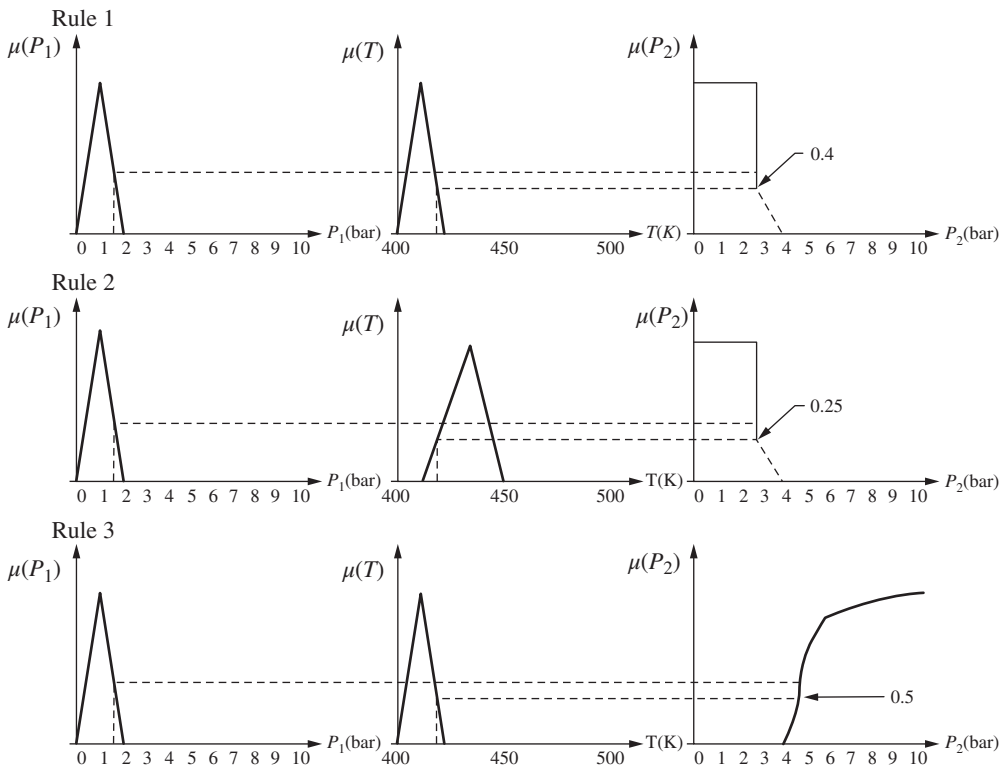 Rule 1
μ(P1)
μ(T)
μ(P2)
0.4
0 1 2 3 4 5 6 7 8 9 10 P1(bar)
400 450 500 T(K)
0 1 2 3 4 5 6 7 8 9 10 P2(bar)
Rule 2
μ(P1)
μ(T)
μ(P2)
0.25
0 1 2 3 4 5 6 7 8 9 10 P1(bar)
400 450 500 T(K)
0 1 2 3 4 5 6 7 8 9 10 P2(bar)
Rule 3
μ(P1)
μ(T)
μ(P2)
0.5
0 1 2 3 4 5 6 7 8 9 10 P1(bar)
400 450 500 T(K)
0 1 2 3 4 5 6 7 8 9 10 P2(bar)